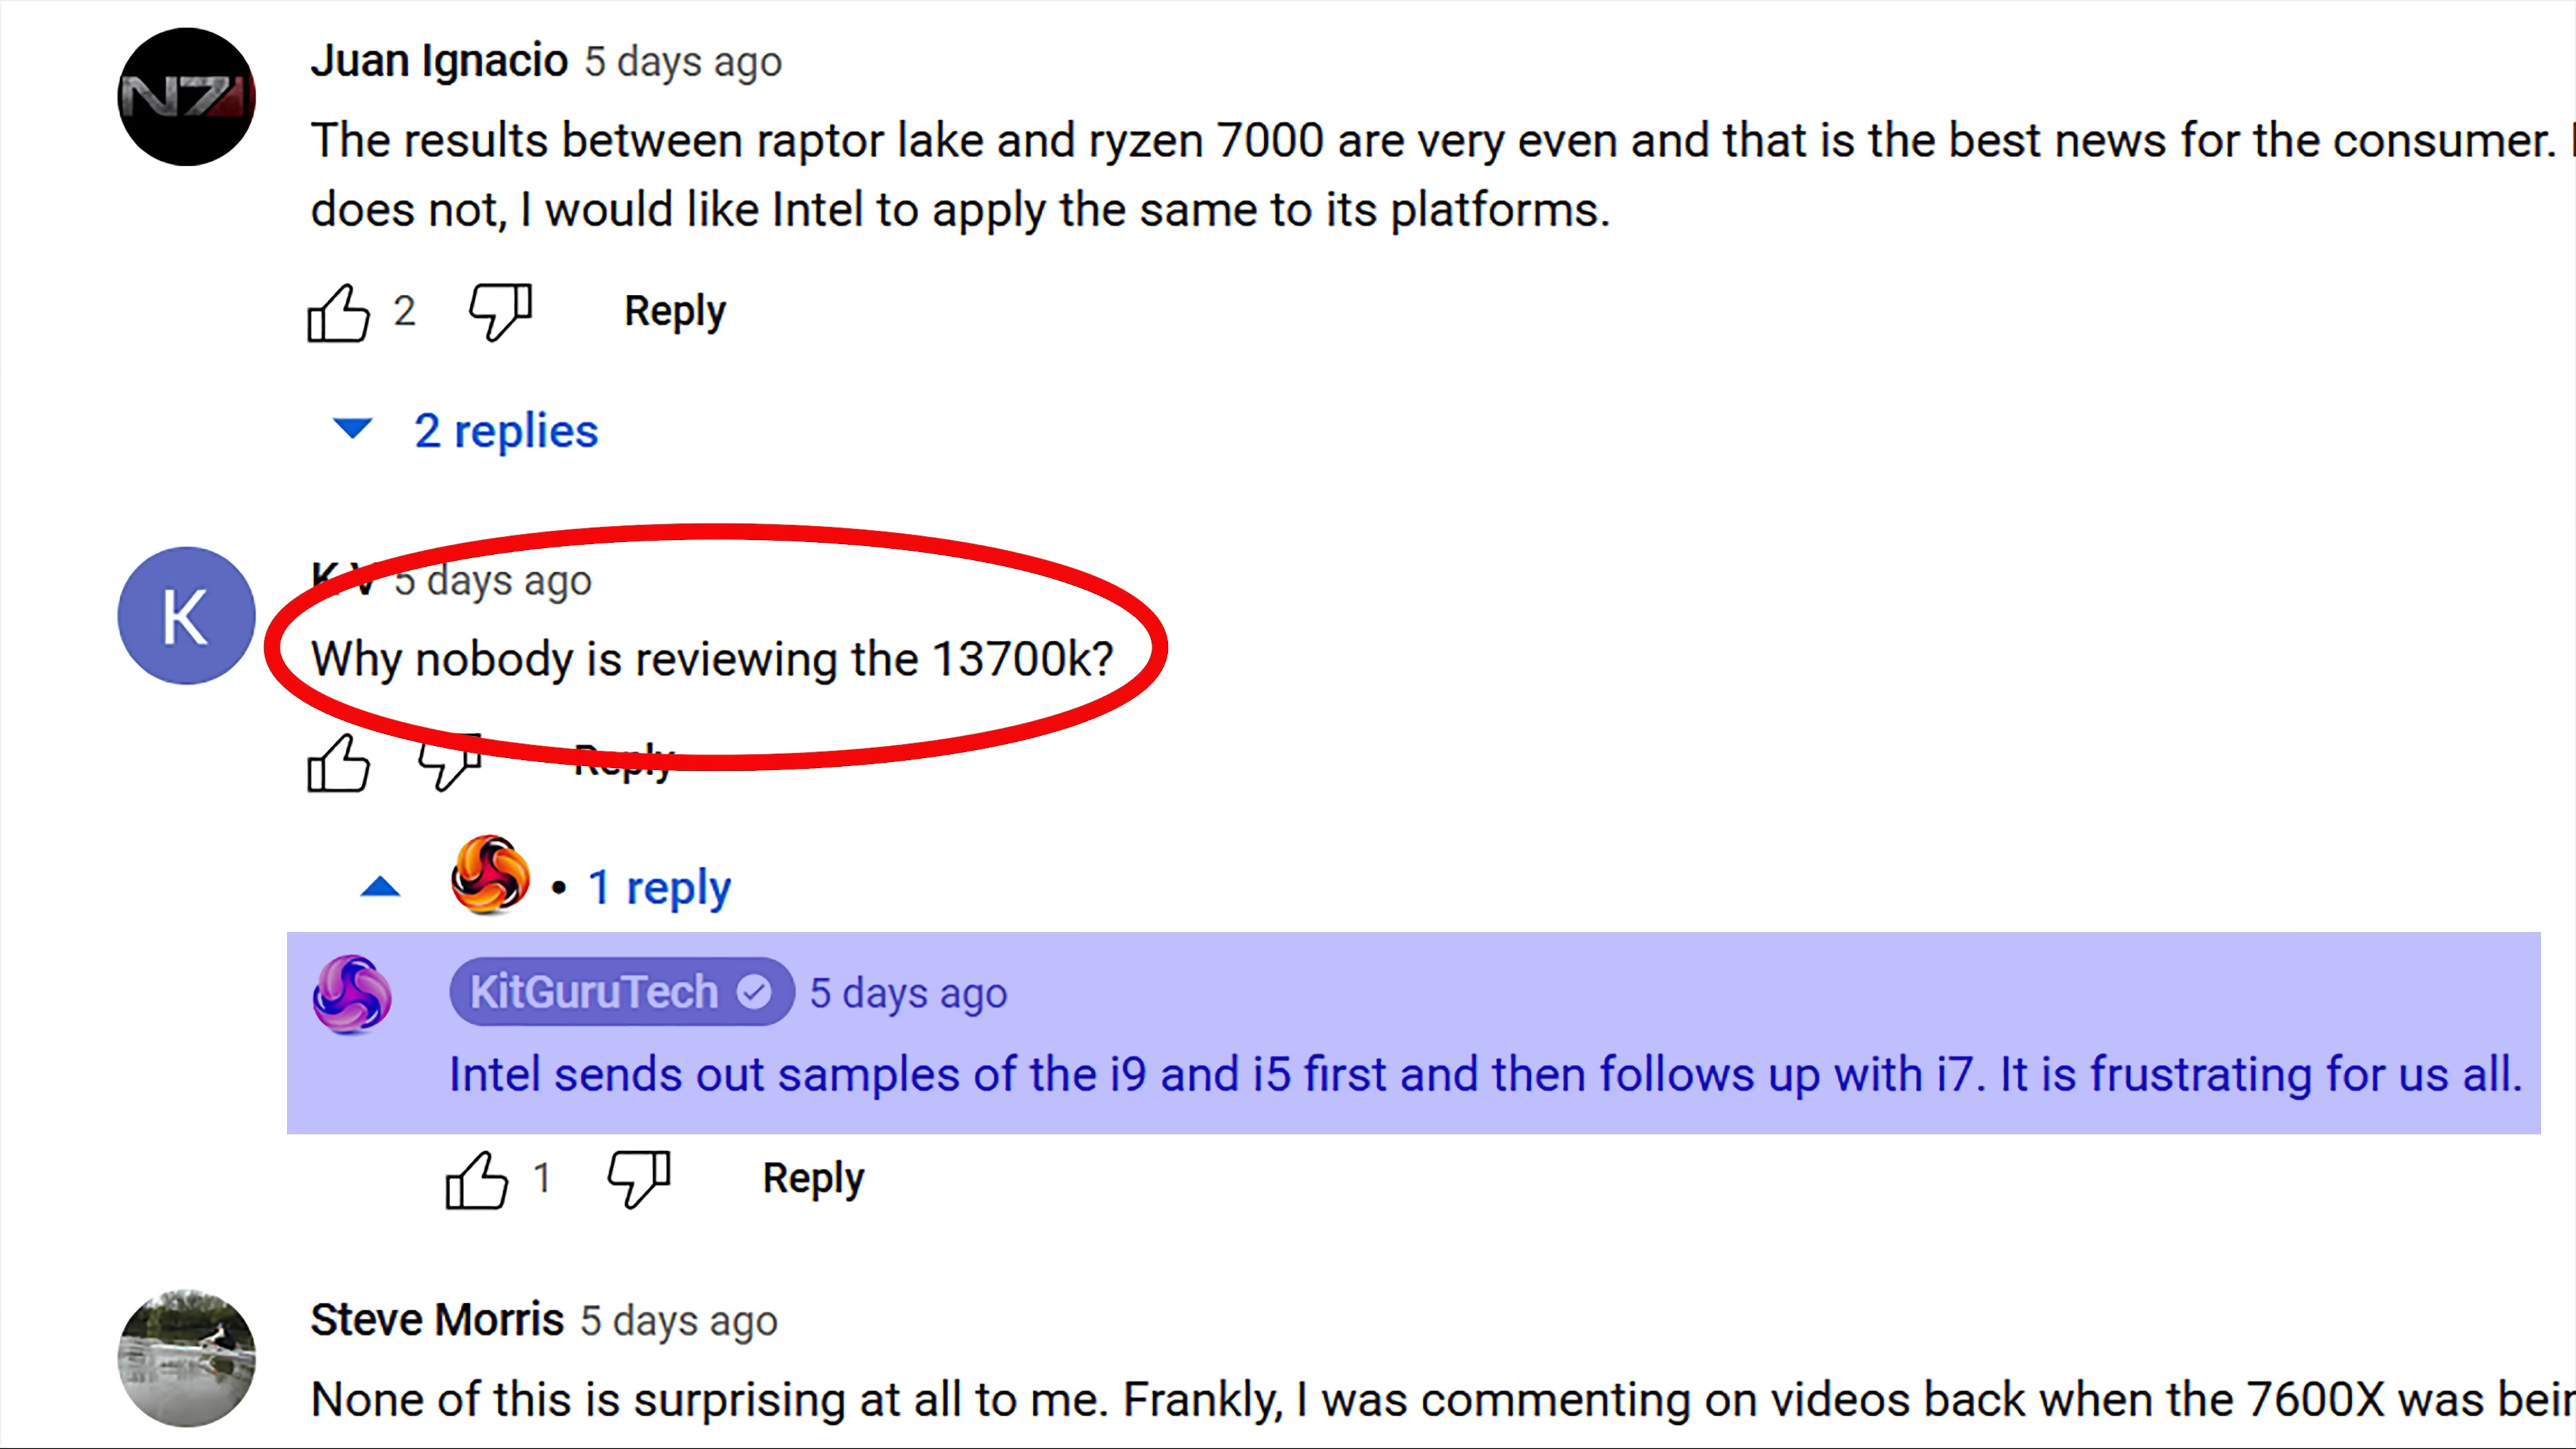 N7
Juan Ignacio 5 days ago
The results between raptor lake and ryzen 7000 are very even and that is the best news for the consumer.
does not, I would like Intel to apply the same to its platforms.
2 Reply
2 replies
K
K V 5 days ago
Why nobody is reviewing the 13700k?
Reply
• 1 reply
KitGuruTech 5 days ago
Intel sends out samples of the i9 and i5 first and then follows up with i7. It is frustrating for us all.
1 Reply
Steve Morris 5 days ago
None of this is surprising at all to me. Frankly, I was commenting on videos back when the 7600X was